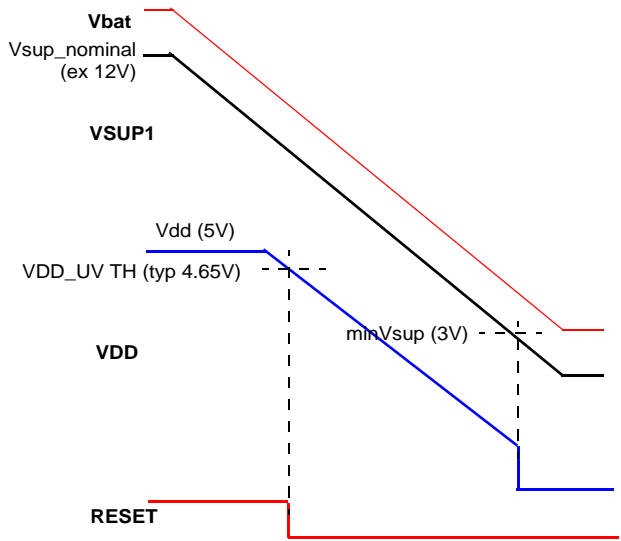 Vbat
Vsup_nominal
(ex 12V)
VSUP1
Vdd (5V)
VDD_UV TH (typ 4.65V)
minVsup (3V)
VDD
RESET